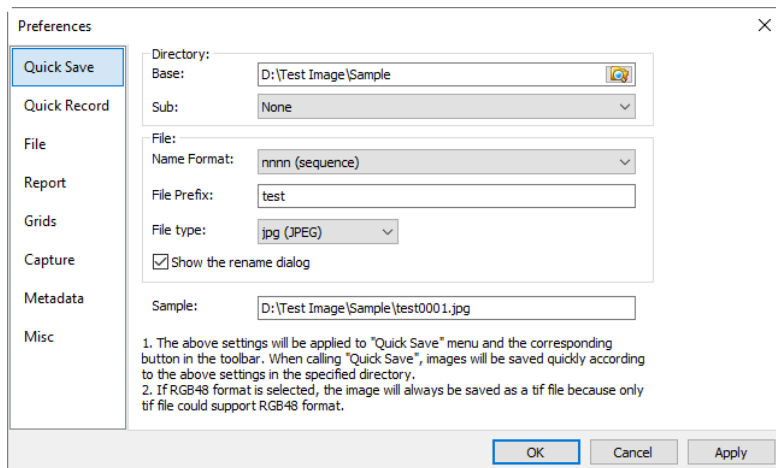 Preferences
Quick Save
Quick Record
File
Report
Grids
Capture
Metadata
Misc
Directory:
Base: D:\Test Image\Sample
Sub: None
File:
Name Format: nnnn (sequence)
File Prefix: test
File type: jpg (JPEG)
Show the rename dialog
Sample: D:\Test Image\Sample\test0001.jpg
1. The above settings will be applied to "Quick Save" menu and the corresponding
button in the toolbar. When calling "Quick Save", images will be saved quickly according
to the above settings in the specified directory.
2. If RGB48 format is selected, the image will always be saved as a tif file because only
tif file could support RGB48 format.
OK Cancel Apply